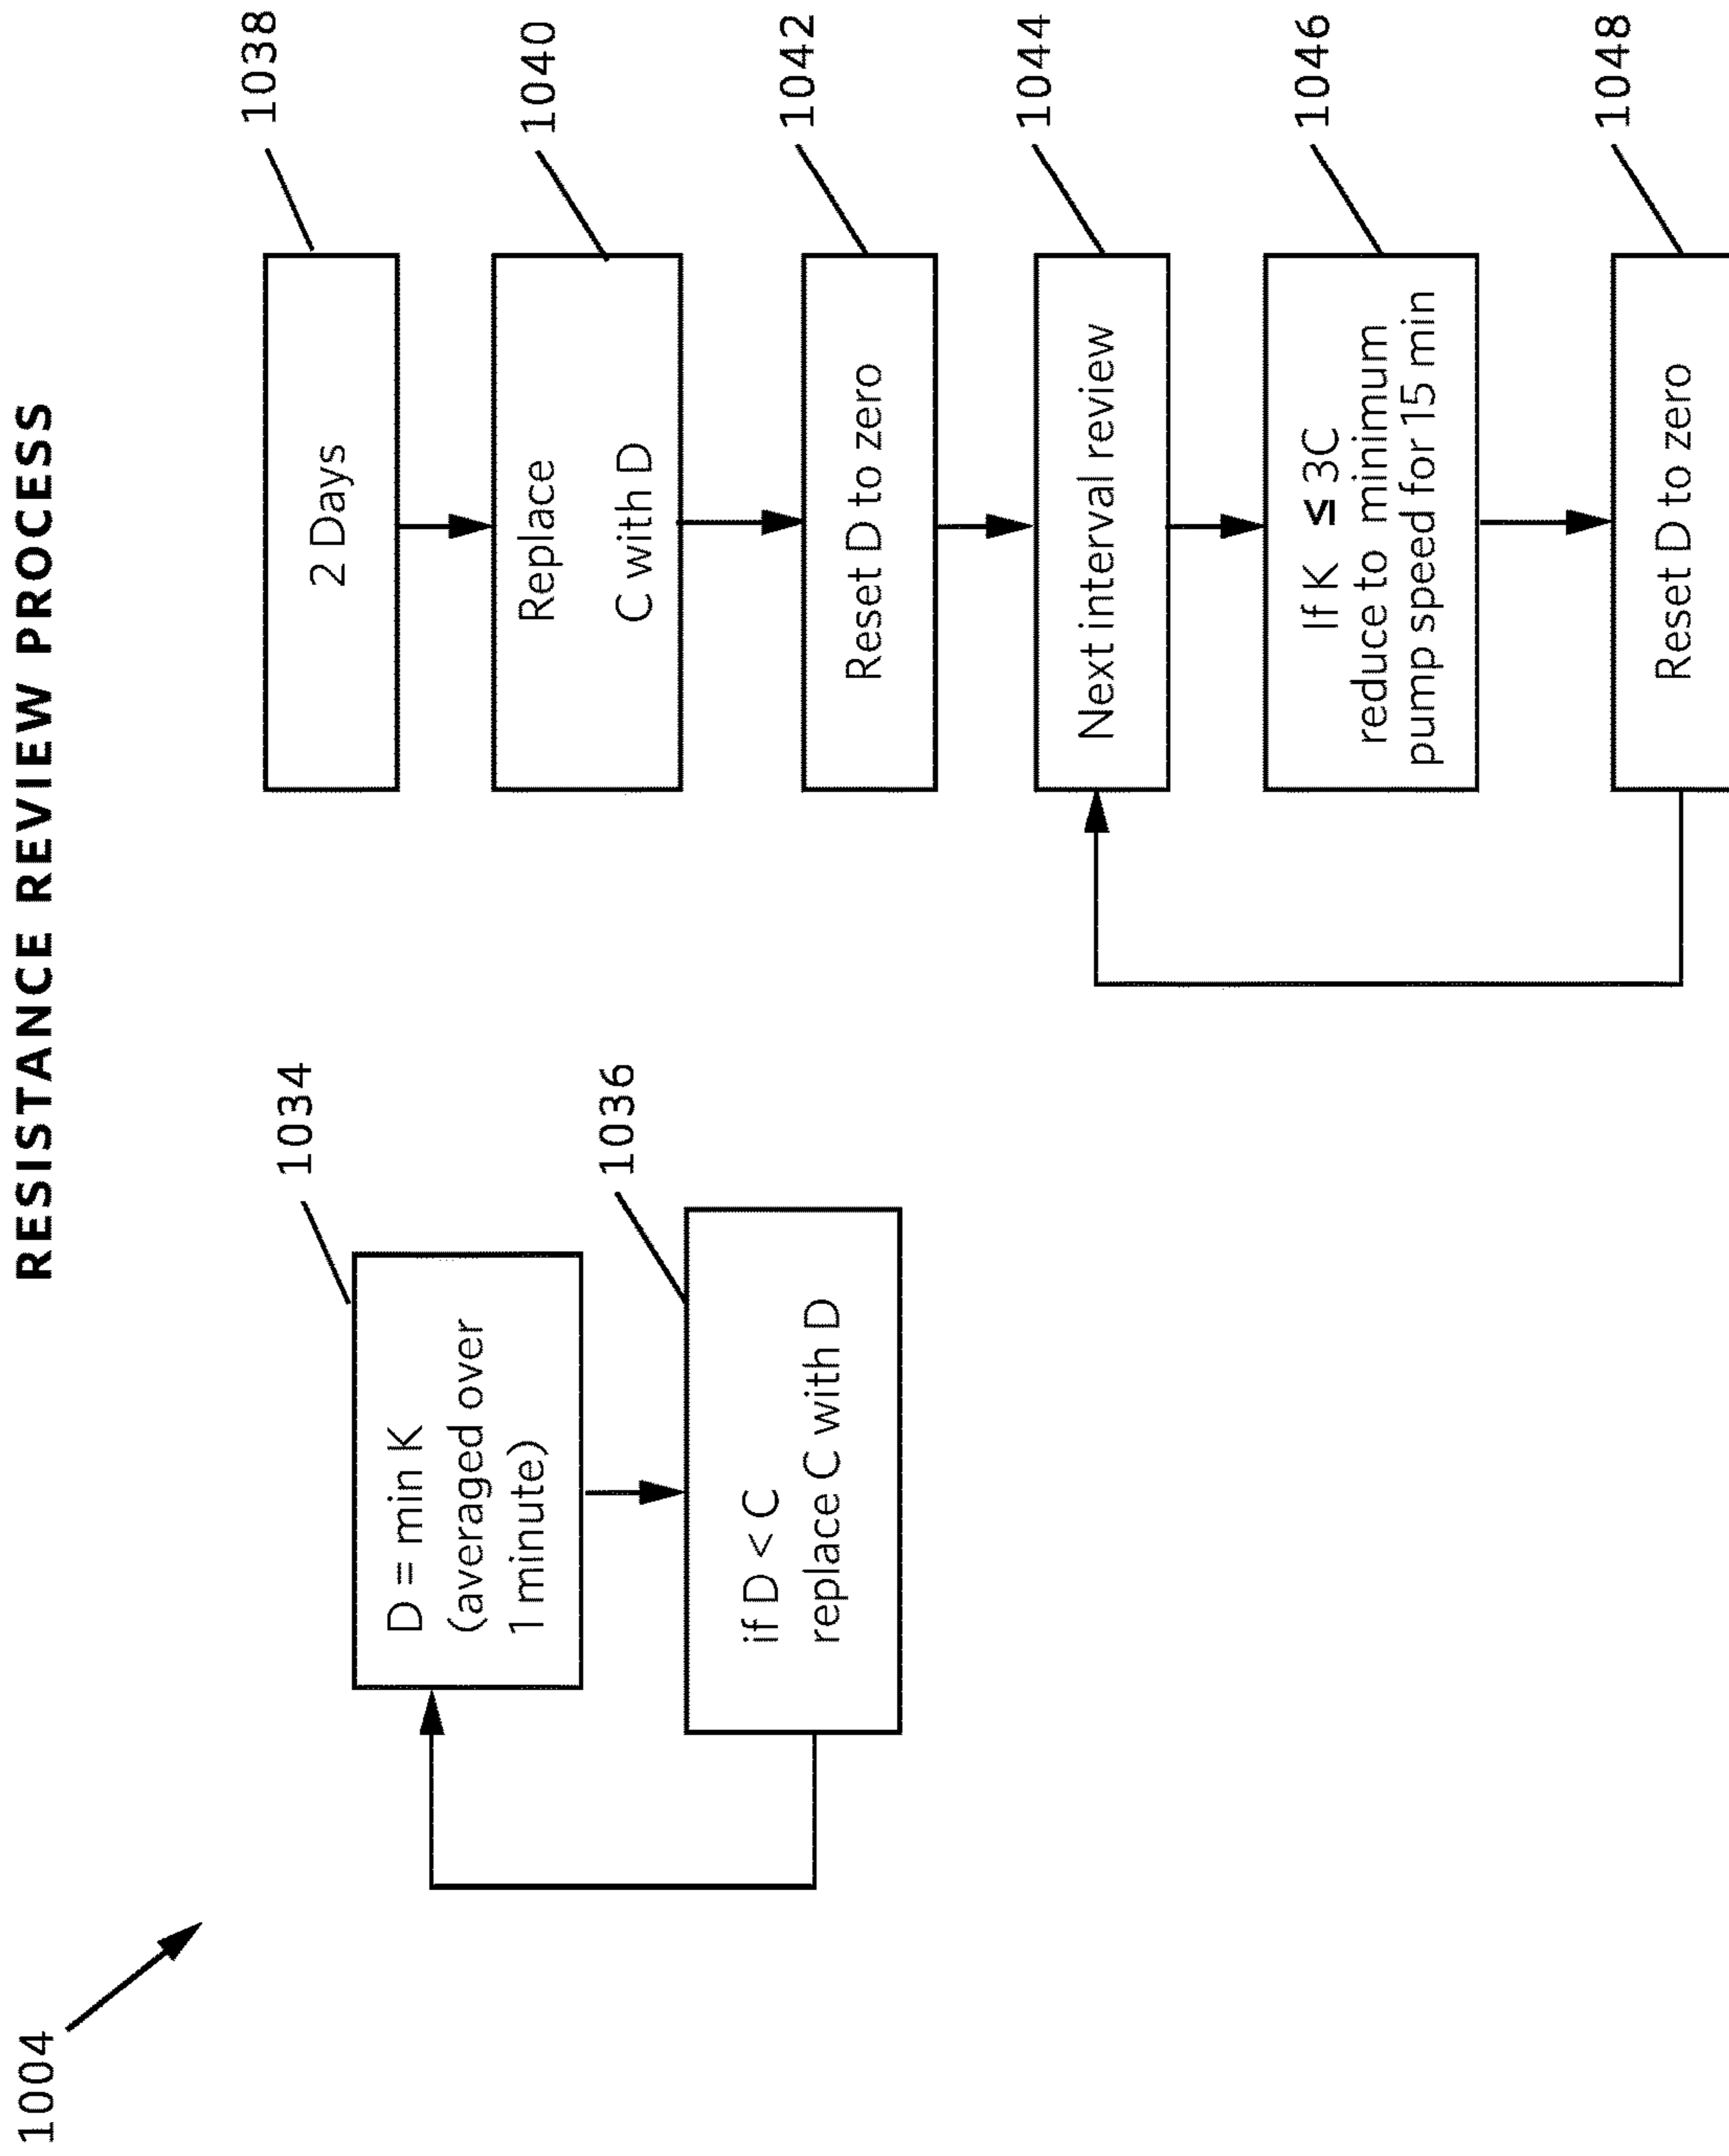 RESISTANCE REVIEW PROCESS
1004
1034
D = min K
(averaged over
1 minute)
1036
if D < C
replace C with D
1038
2 Days
1040
Replace
C with D
1042
Reset D to zero
1044
Next interval review
1046
If K ≤ 3C
reduce to minimum
pump speed for 15 min
1048
Reset D to zero